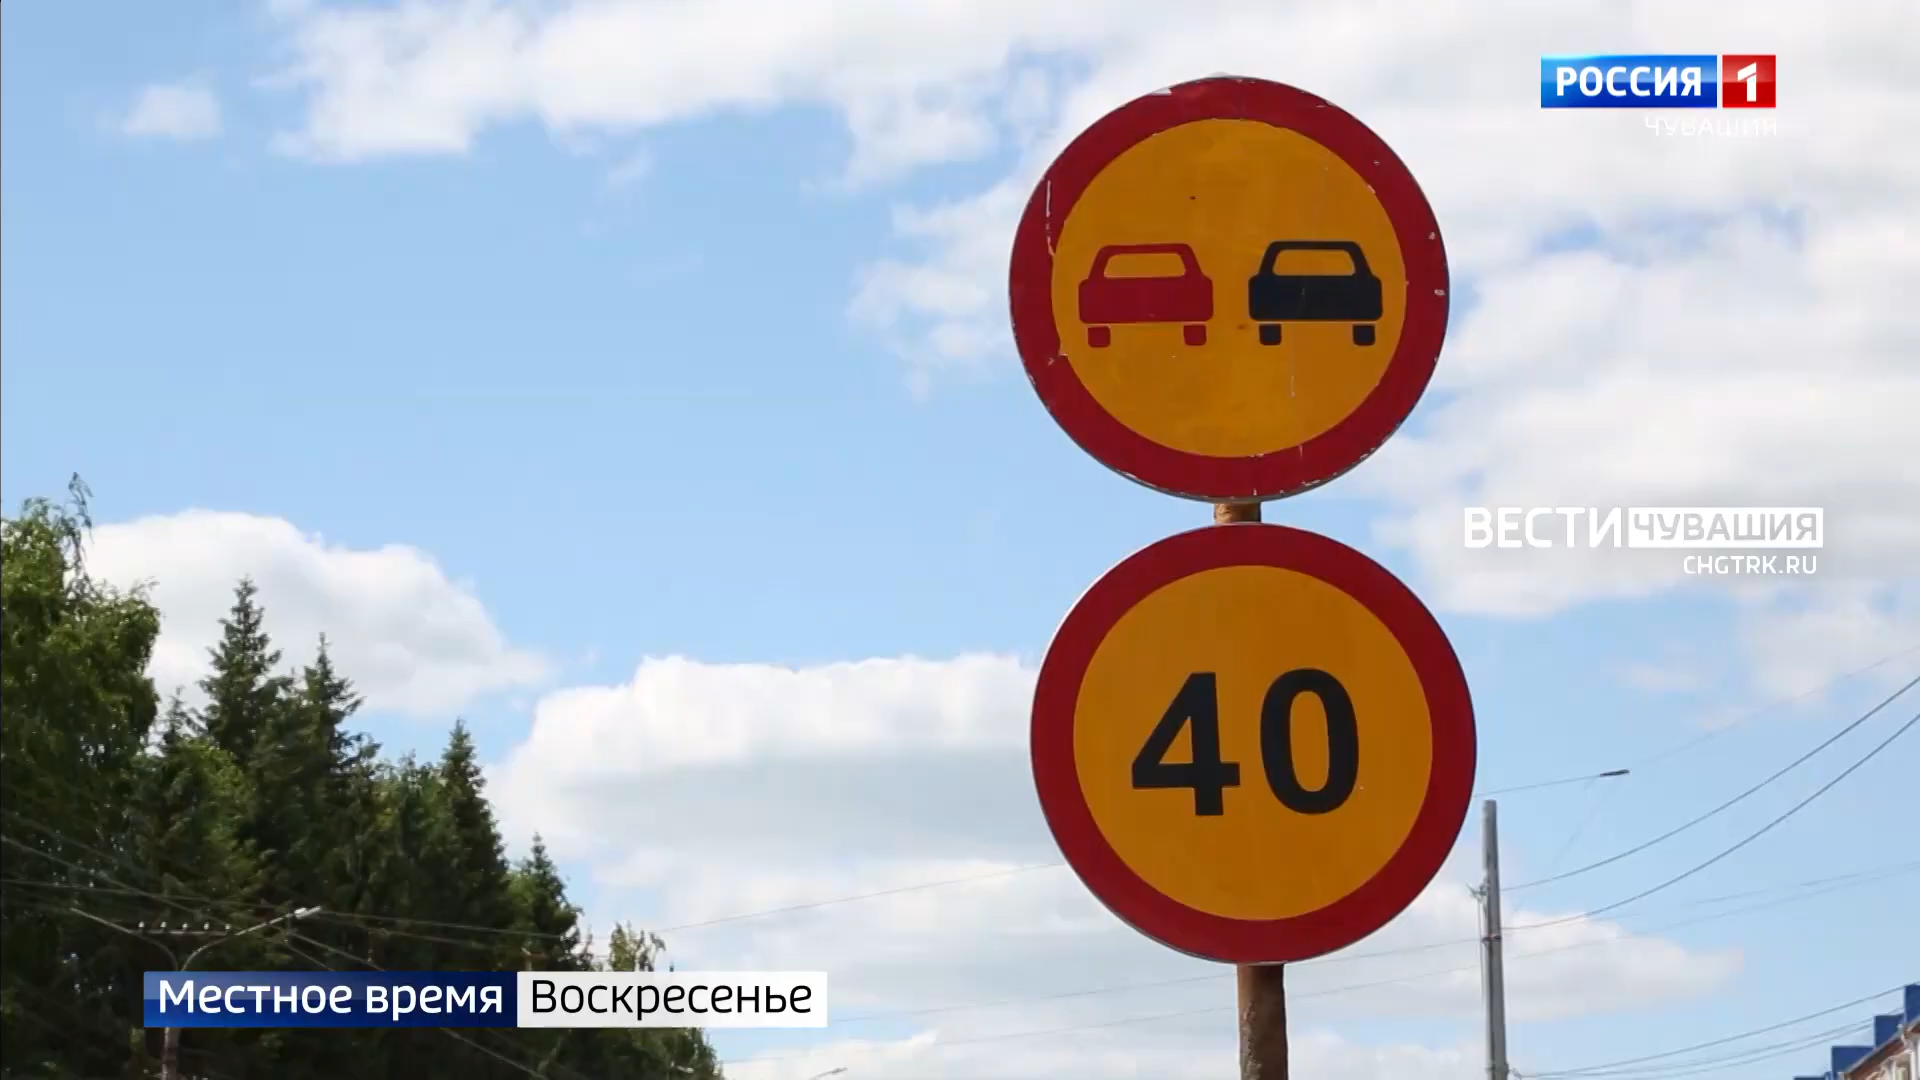 РОССИЯ 1
ЧУВАШИЯ
ВЕСТИ ЧУВАШИЯ
CHGTRK.RU
40
Местное время Воскресенье